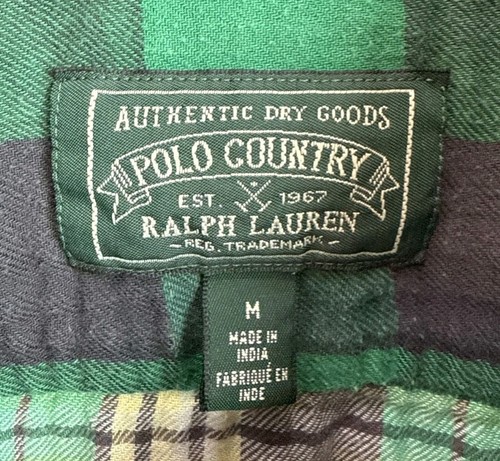 AUTHENTIC DRY GOODS
POLO COUNTRY
EST. 1967
RALPH LAUREN
- REG. TRADEMARK -
M
MADE IN
INDIA
FABRIQUÉ EN
INDE